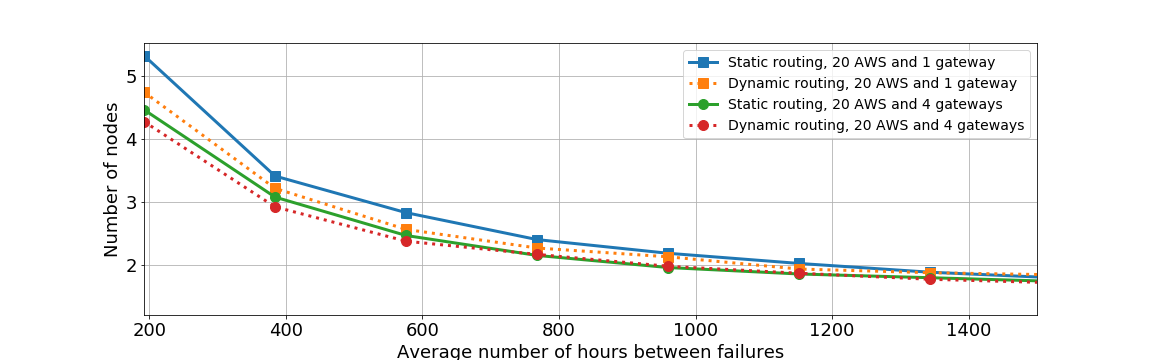 Static routing, 20 AWS and 1 gateway
Dynamic routing, 20 AWS and 1 gateway
Static routing, 20 AWS and 4 gateways
Dynamic routing, 20 AWS and 4 gateways
Number of nodes
5
4
3
2
200 400 600 800 1000 1200 1400
Average number of hours between failures